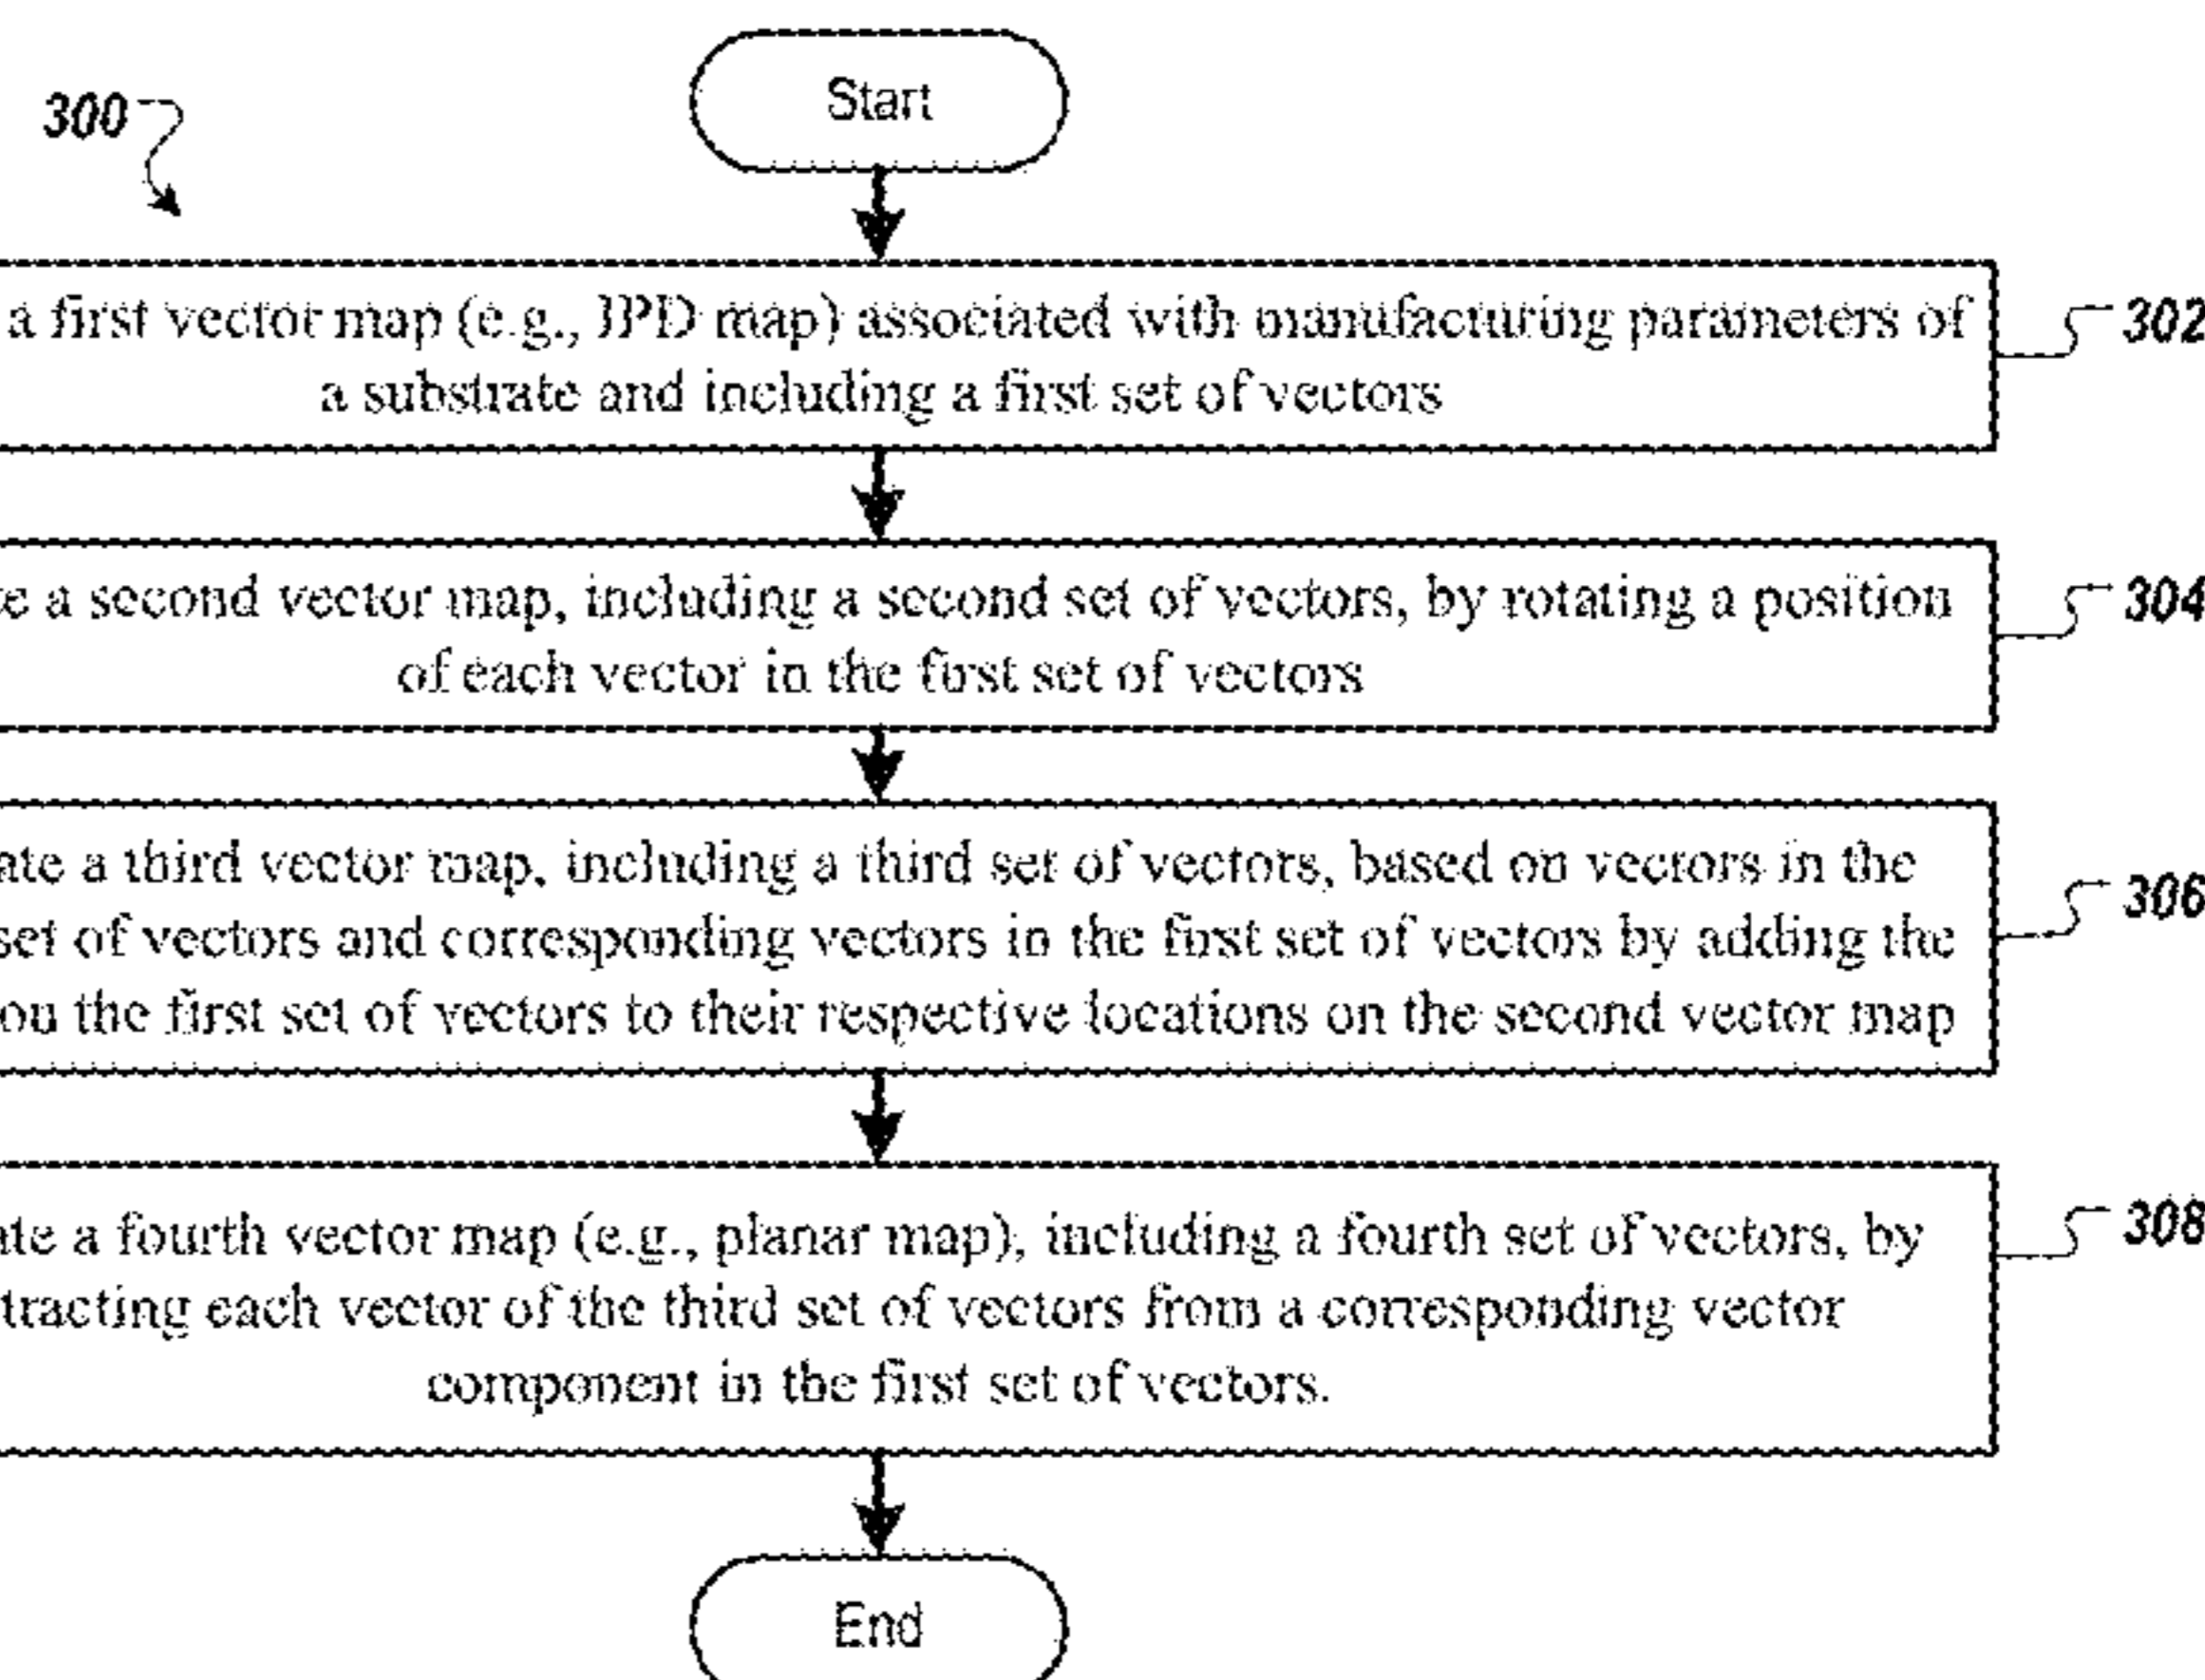 Start
300
a first vector map (e.g., IPD map) associated with manufacturing parameters of
a substrate and including a first set of vectors
302
a second vector map, including a second set of vectors, by rotating a position
of each vector in the first set of vectors
304
a third vector map, including a third set of vectors, based on vectors in the
set of vectors and corresponding vectors in the first set of vectors by adding the
on the first set of vectors to their respective locations on the second vector map
306
a fourth vector map (e.g., planar map), including a fourth set of vectors, by
tracting each vector of the third set of vectors from a corresponding vector
component in the first set of vectors.
308
End